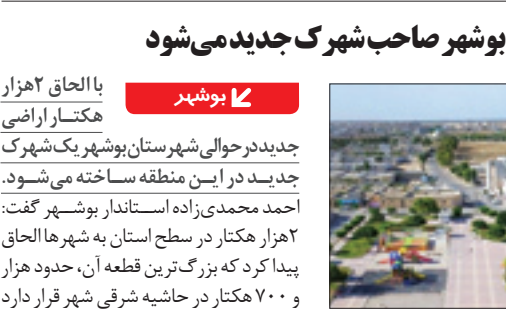 بوشهر صاحب شهرک جدید می‌شود
بوشهر
با الحاق ۲هزار
هکتار اراضی
جدید در حوالی شهرستان بوشهر یک شهرک
جدید در این منطقه ساخته می‌شود.
احمد محمدی‌زاده استاندار بوشهر گفت:
۲هزار هکتار در سطح استان به شهرها الحاق
پیدا کرد که بزرگ‌ترین قطعه آن، حدود هزار
و ۷۰۰ هکتار در حاشیه شرقی شهر قرار دارد